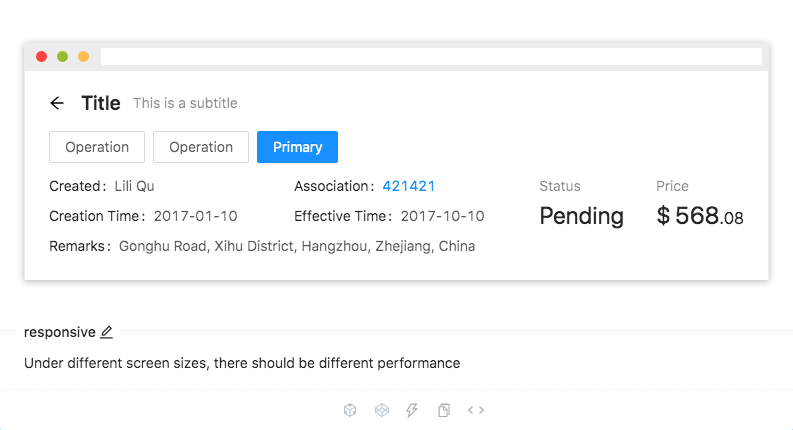 Title This is a subtitle
Operation Operation Primary
Created: Lili Qu Association: 421421 Status Price
Creation Time: 2017-01-10 Effective Time: 2017-10-10 Pending $ 568.08
Remarks: Gonghu Road, Xihu District, Hangzhou, Zhejiang, China
responsive
Under different screen sizes, there should be different performance